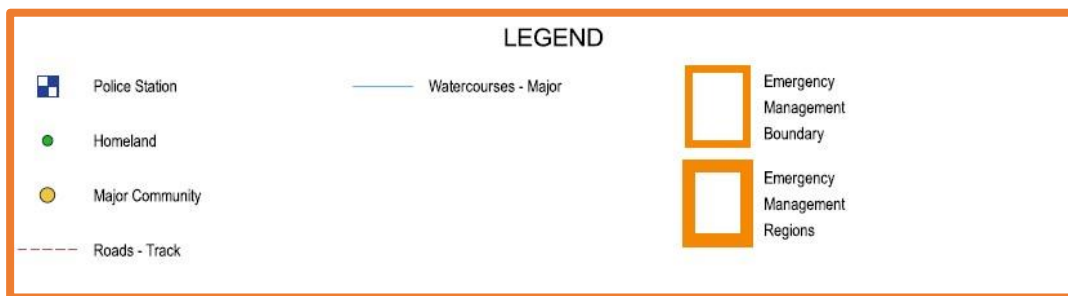 LEGEND
Police Station
Homeland
Major Community
Roads - Track
Watercourses - Major
Emergency
Management
Boundary
Emergency
Management
Regions